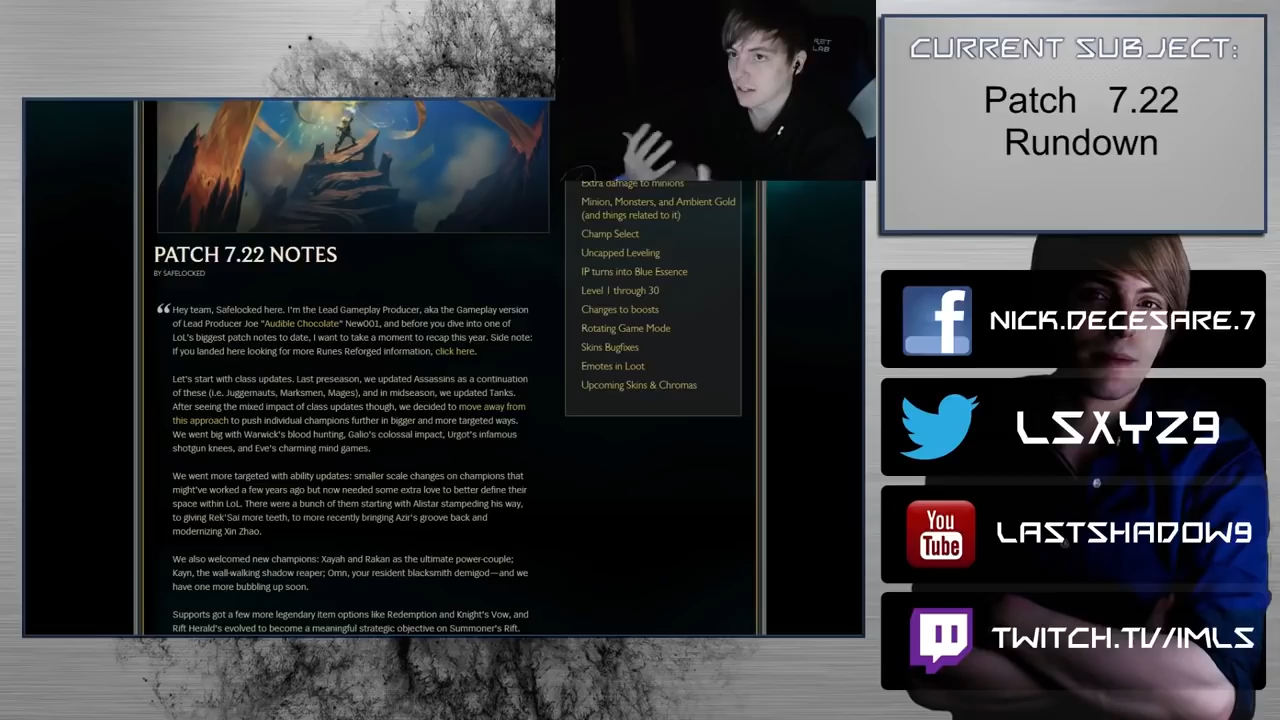 RET
LAB
CURRENT SUBJECT:
Patch 7.22
Rundown
Extra damage to minions
Minion, Monsters, and Ambient Gold
(and things related to it)
Champ Select
Uncapped Leveling
IP turns into Blue Essence
Level 1 through 30
Changes to boosts
Rotating Game Mode
Skins Bugfixes
Emotes in Loot
Upcoming Skins & Chromas
PATCH 7.22 NOTES
BY SAFELOCKED
“ Hey team, Safelocked here. I'm the Lead Gameplay Producer, aka the Gameplay version
of Lead Producer Joe "Audible Chocolate" New001, and before you dive into one of
LoL's biggest patch notes to date, I want to take a moment to recap this year. Side note:
If you landed here looking for more Runes Reforged information, click here.
Let's start with class updates. Last preseason, we updated Assassins as a continuation
of these (i.e. Juggernauts, Marksmen, Mages), and in midseason, we updated Tanks.
After seeing the mixed impact of class updates though, we decided to move away from
this approach to push individual champions further in bigger and more targeted ways.
We went big with Warwick's blood hunting, Galio's colossal impact, Urgot's infamous
shotgun knees, and Eve's charming mind games.
We went more targeted with ability updates: smaller scale changes on champions that
might've worked a few years ago but now needed some extra love to better define their
space within LoL. There were a bunch of them starting with Alistar stampeding his way,
to giving Rek'Sai more teeth, to more recently bringing Azir's groove back and
modernizing Xin Zhao.
We also welcomed new champions: Xayah and Rakan as the ultimate power-couple;
Kayn, the wall-walking shadow reaper; Ornn, your resident blacksmith demigod—and we
have one more bubbling up soon.
Supports got a few more legendary item options like Redemption and Knight's Vow, and
Rift Herald's evolved to become a meaningful strategic objective on Summoner's Rift.
f NICK.DECESARE.7
LSXYZ9
You
Tube
LASTSHADOW9
TWITCH.TV/IMLS